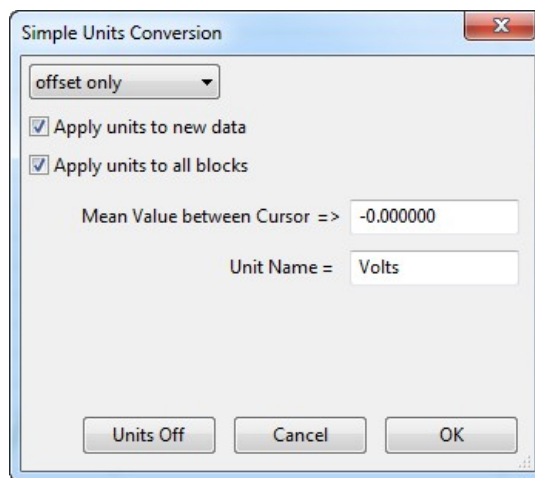 Simple Units Conversion
offset only
Apply units to new data
Apply units to all blocks
Mean Value between Cursor => -0.000000
Unit Name = Volts
Units Off Cancel OK